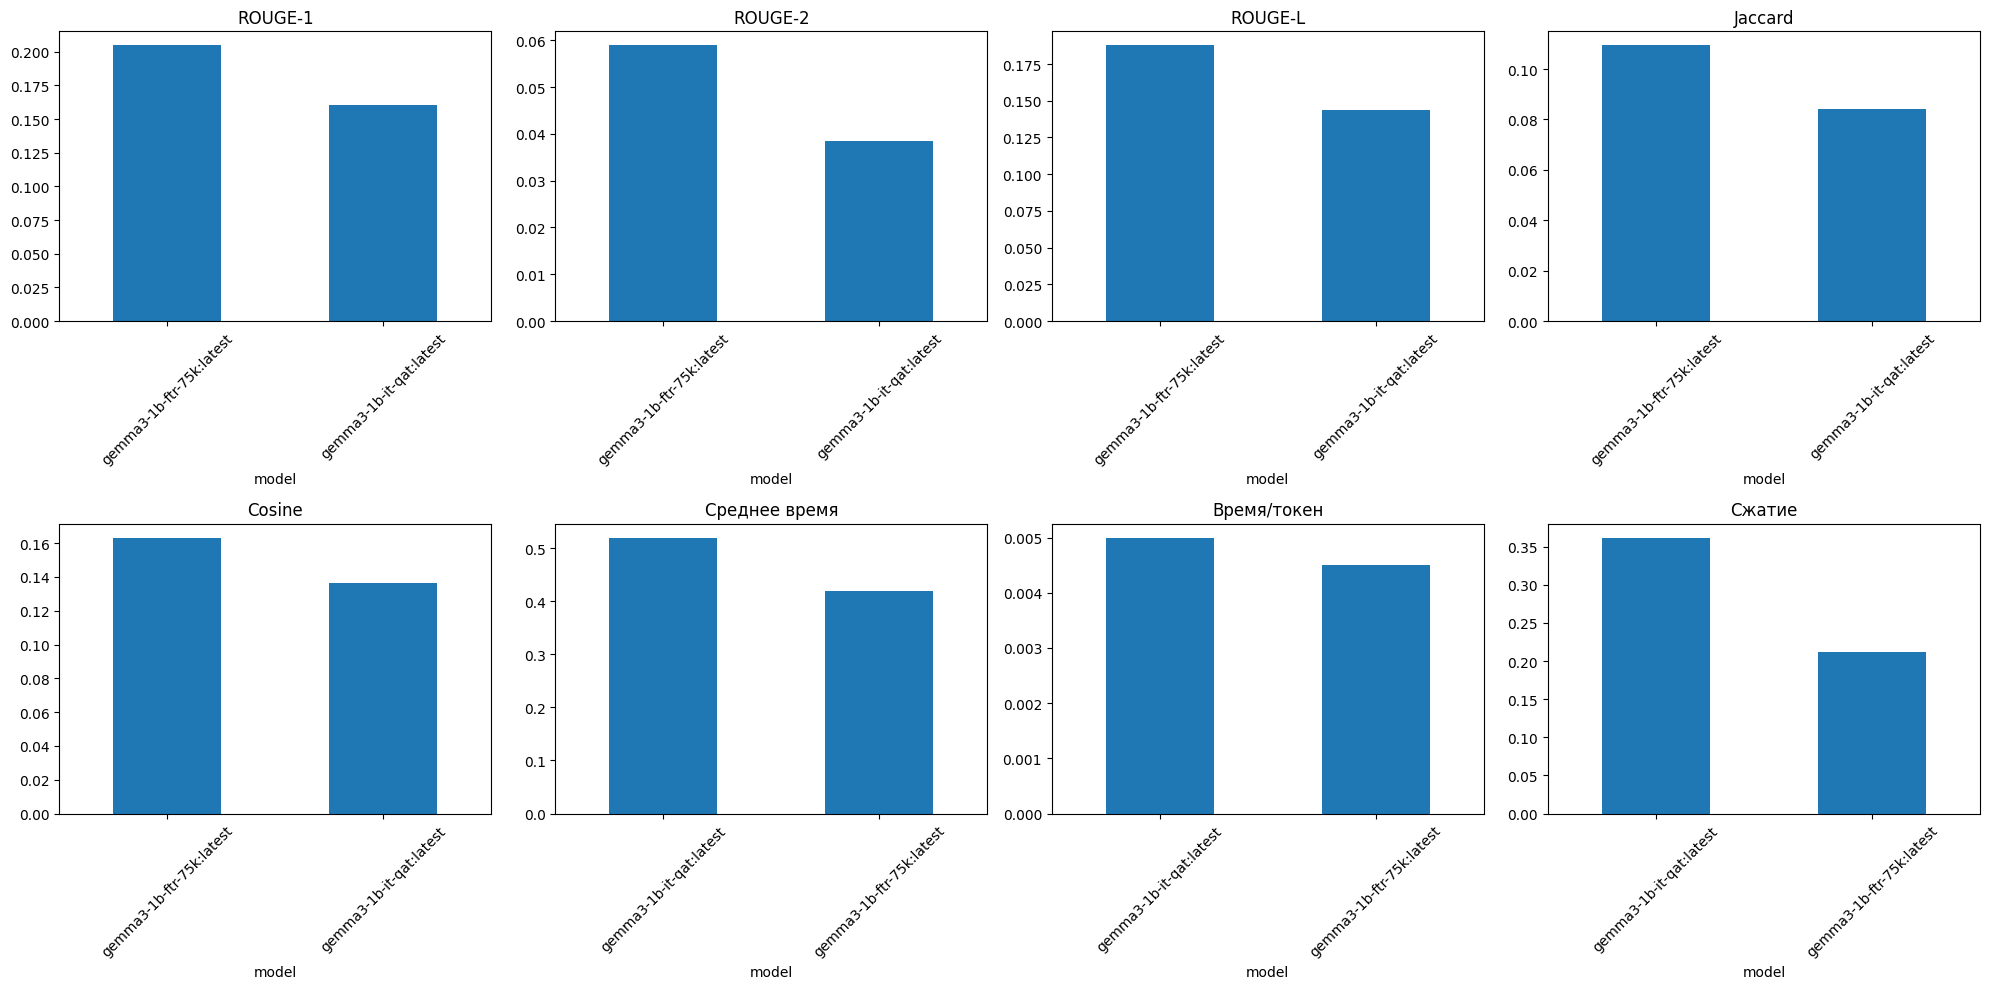 ROUGE-1
0.200
0.175
0.150
0.125
0.100
0.075
0.050
0.025
0.000
gemma3-1b-ftr-75k:latest
gemma3-1b-it-qat:latest
model
ROUGE-2
0.06
0.05
0.04
0.03
0.02
0.01
0.00
gemma3-1b-ftr-75k:latest
gemma3-1b-it-qat:latest
model
ROUGE-L
0.175
0.150
0.125
0.100
0.075
0.050
0.025
0.000
gemma3-1b-ftr-75k:latest
gemma3-1b-it-qat:latest
model
Jaccard
0.10
0.08
0.06
0.04
0.02
0.00
gemma3-1b-ftr-75k:latest
gemma3-1b-it-qat:latest
model
Cosine
0.16
0.14
0.12
0.10
0.08
0.06
0.04
0.02
0.00
gemma3-1b-ftr-75k:latest
gemma3-1b-it-qat:latest
model
Среднее время
0.5
0.4
0.3
0.2
0.1
0.0
gemma3-1b-it-qat:latest
gemma3-1b-ftr-75k:latest
model
Время/токен
0.005
0.004
0.003
0.002
0.001
0.000
gemma3-1b-it-qat:latest
gemma3-1b-ftr-75k:latest
model
Сжатие
0.35
0.30
0.25
0.20
0.15
0.10
0.05
0.00
gemma3-1b-it-qat:latest
gemma3-1b-ftr-75k:latest
model